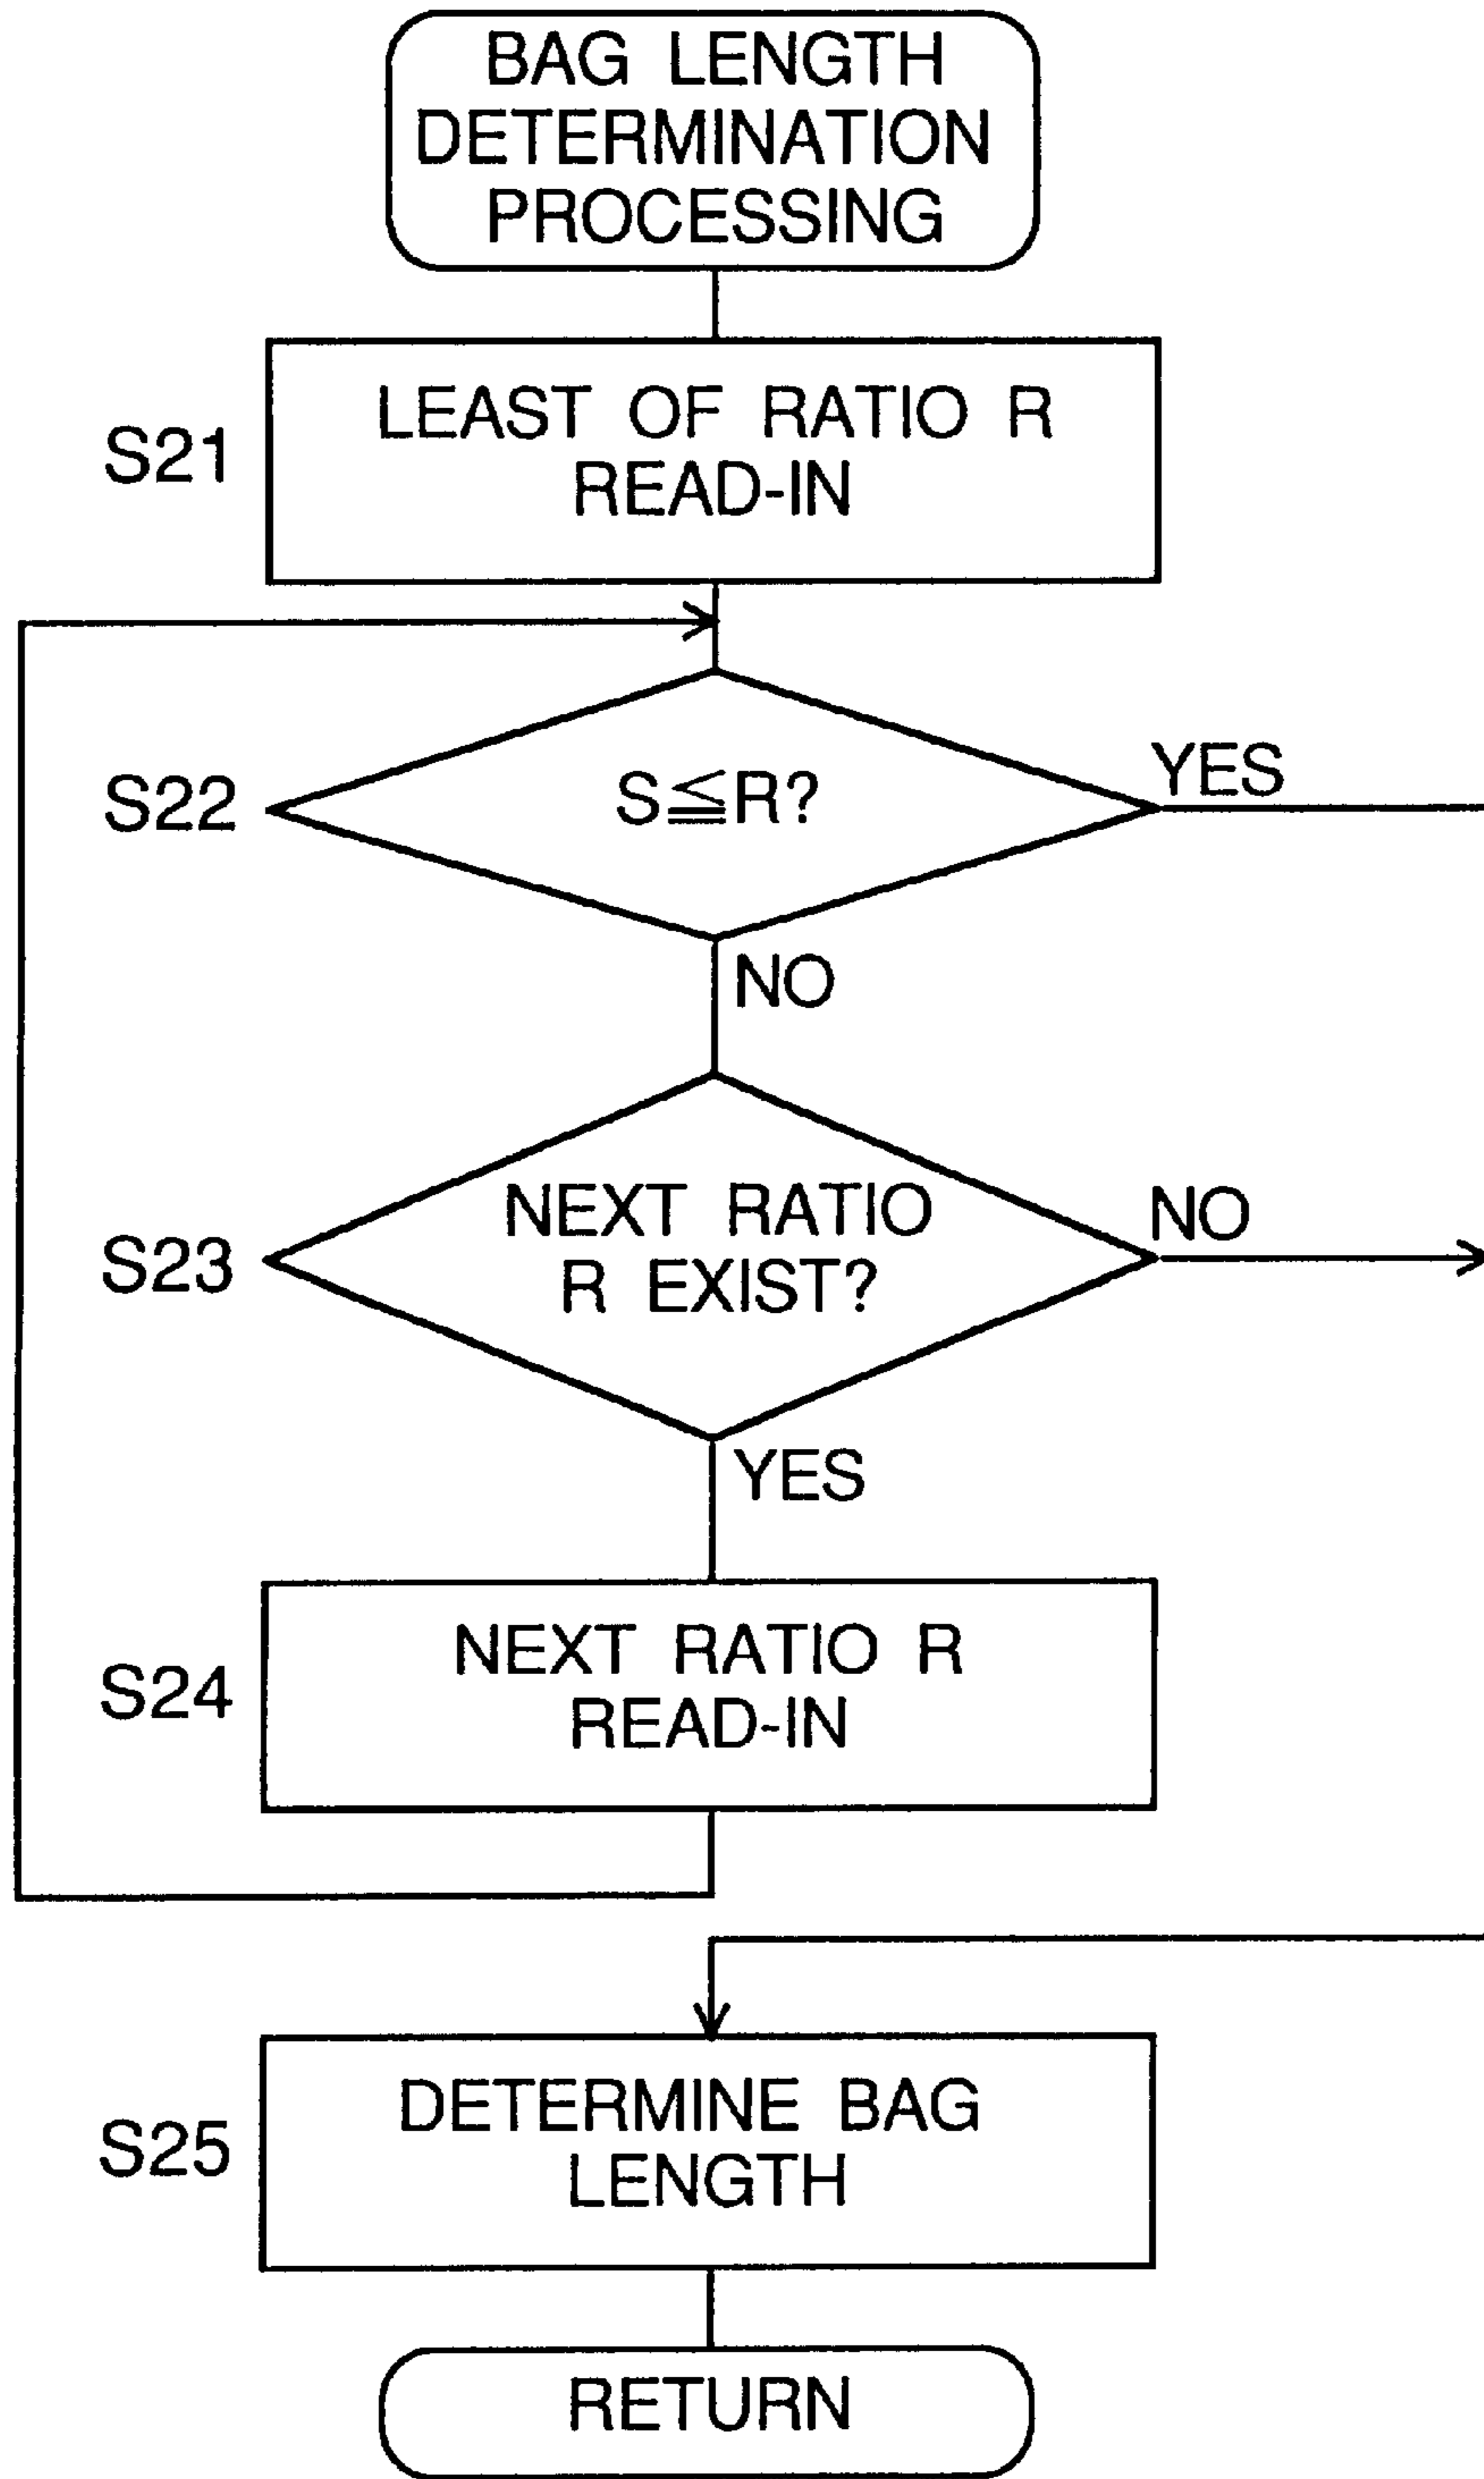 BAG LENGTH
DETERMINATION
PROCESSING
S21
LEAST OF RATIO R
READ-IN
S22
S≦R?
YES
NO
S23
NEXT RATIO
R EXIST?
NO
YES
S24
NEXT RATIO R
READ-IN
S25
DETERMINE BAG
LENGTH
RETURN